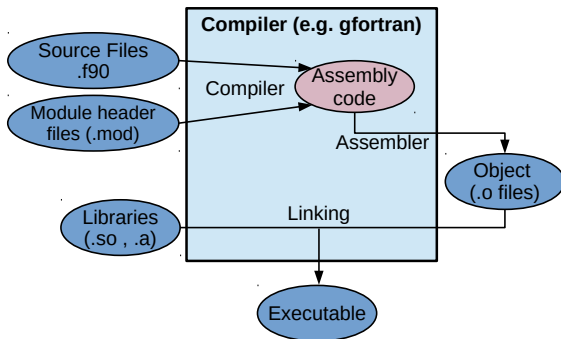 Compiler (e.g. gfortran)
Source Files
.f90
Assembly
code
Compiler
Module header
files (.mod)
Assembler
Object
(.o files)
Libraries
(.so , .a)
Linking
Executable